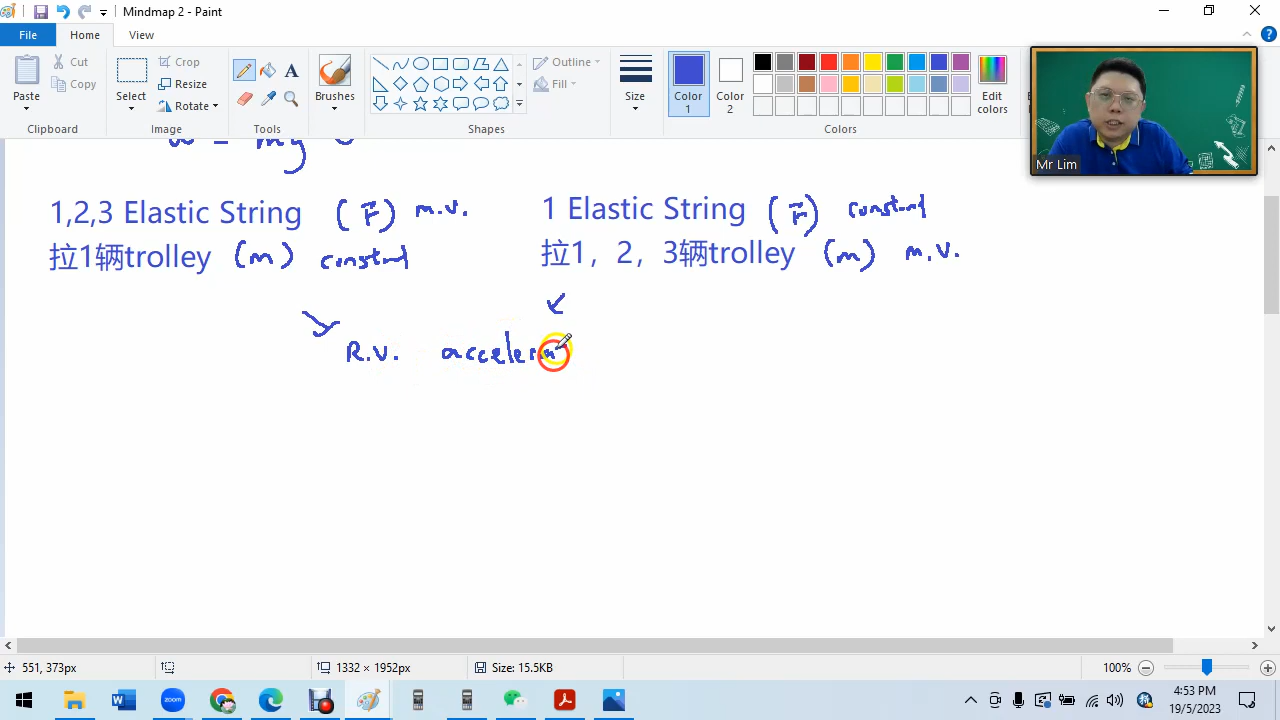 Mindmap 2 - Paint
File Home View
Paste Cut Copy Clipboard
Select Crop Resize Rotate Image
Tools
Brushes
Outline Fill Shapes
Size
Color 1 Color 2 Edit colors Colors
Mr Lim
w = mg
1,2,3 Elastic String (F) m.v.
拉1辆trolley (m) constant
1 Elastic String (F) constant
拉1，2，3辆trolley (m) m.v.
R.V. accelera
551, 373px
1332 × 1952px
Size: 15.5KB
100%
zoom
4:53 PM
19/5/2023